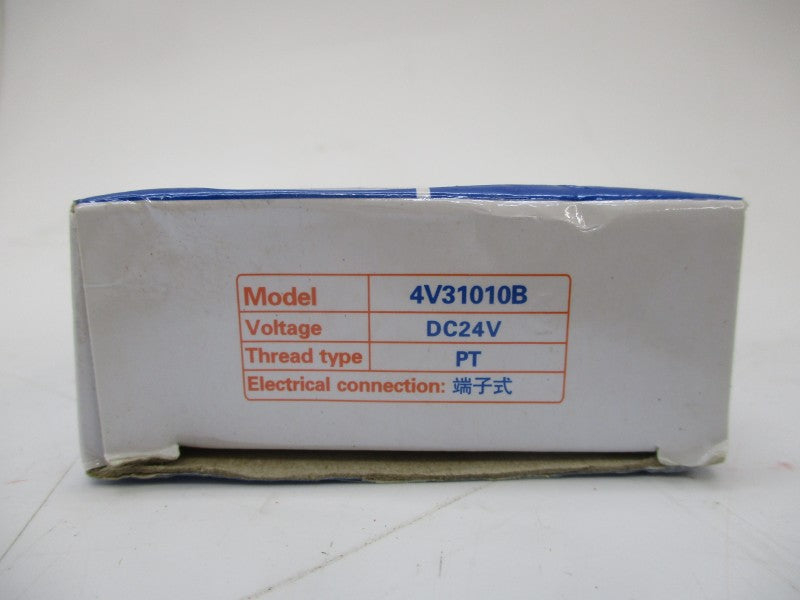 Model 4V31010B
Voltage DC24V
Thread type PT
Electrical connection: 端子式